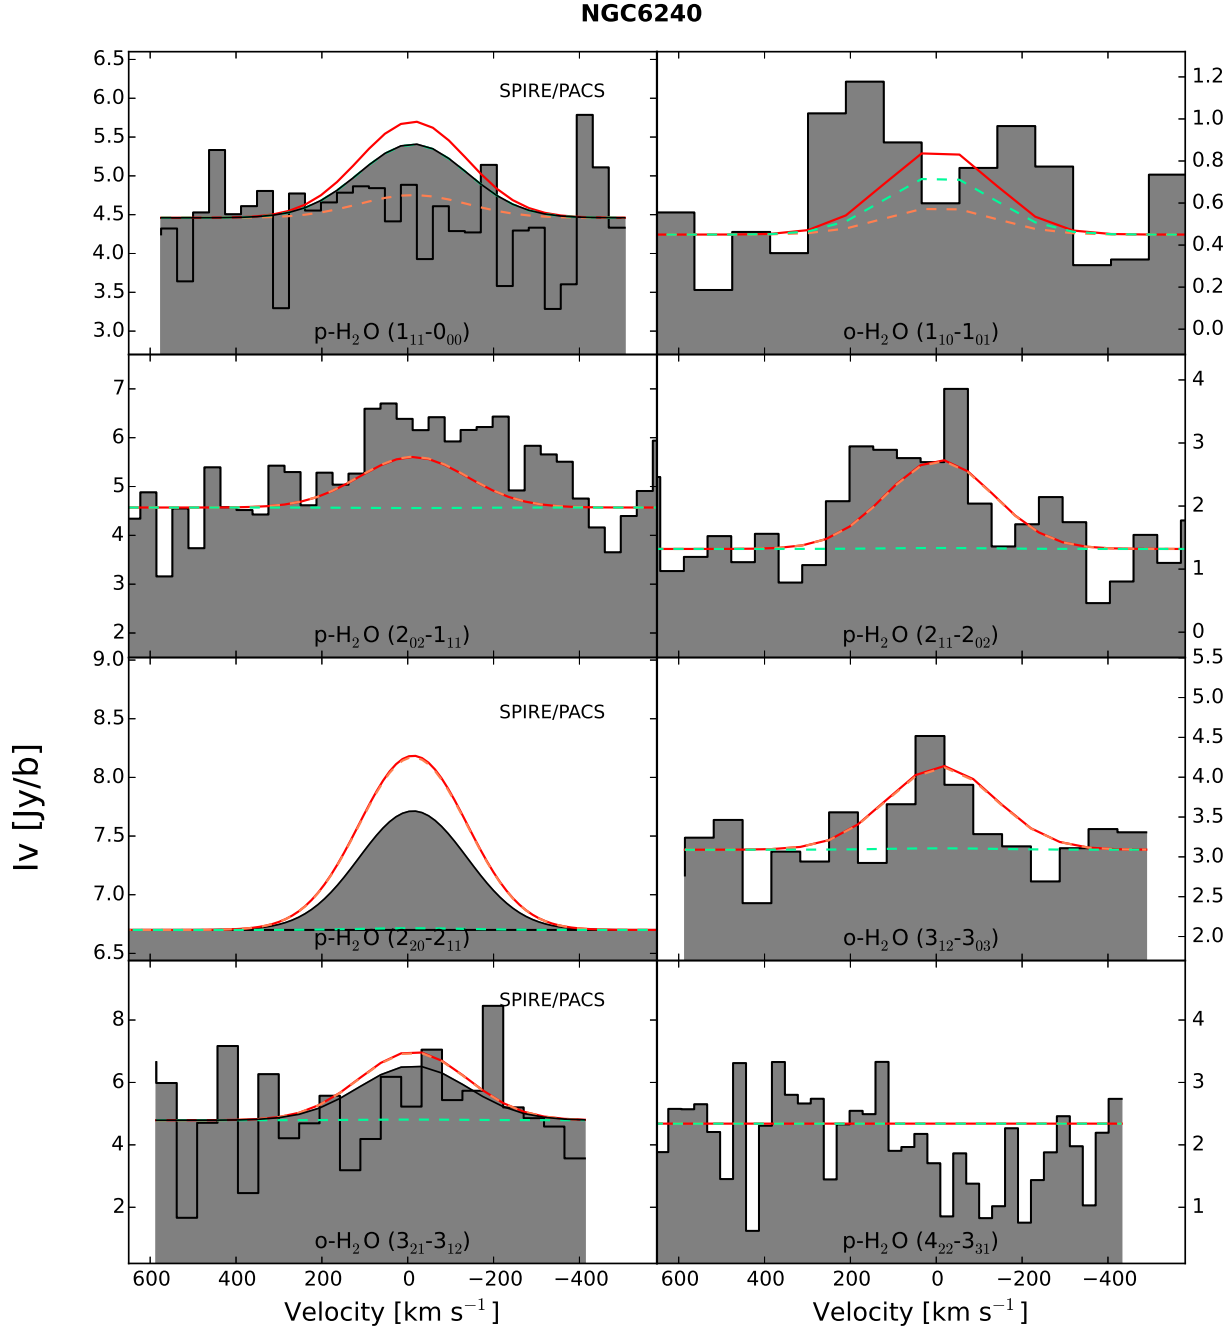 NGC6240
6.5
6.0
5.5
5.0
4.5
4.0
3.5
3.0
SPIRE/PACS
p-H₂O (1₁₁-0₀₀)
1.2
1.0
0.8
0.6
0.4
0.2
0.0
o-H₂O (1₁₀-1₀₁)
7
6
5
4
3
2
p-H₂O (2₀₂-1₁₁)
4
3
2
1
0
p-H₂O (2₁₁-2₀₂)
Iv [Jy/b]
9.0
8.5
8.0
7.5
7.0
6.5
SPIRE/PACS
p-H₂O (2₂₀-2₁₁)
5.5
5.0
4.5
4.0
3.5
3.0
2.5
2.0
o-H₂O (3₁₂-3₀₃)
8
6
4
2
SPIRE/PACS
o-H₂O (3₂₁-3₁₂)
4
3
2
1
p-H₂O (4₂₂-3₃₁)
600 400 200 0 −200 −400
600 400 200 0 −200 −400
Velocity [km s⁻¹]
Velocity [km s⁻¹]